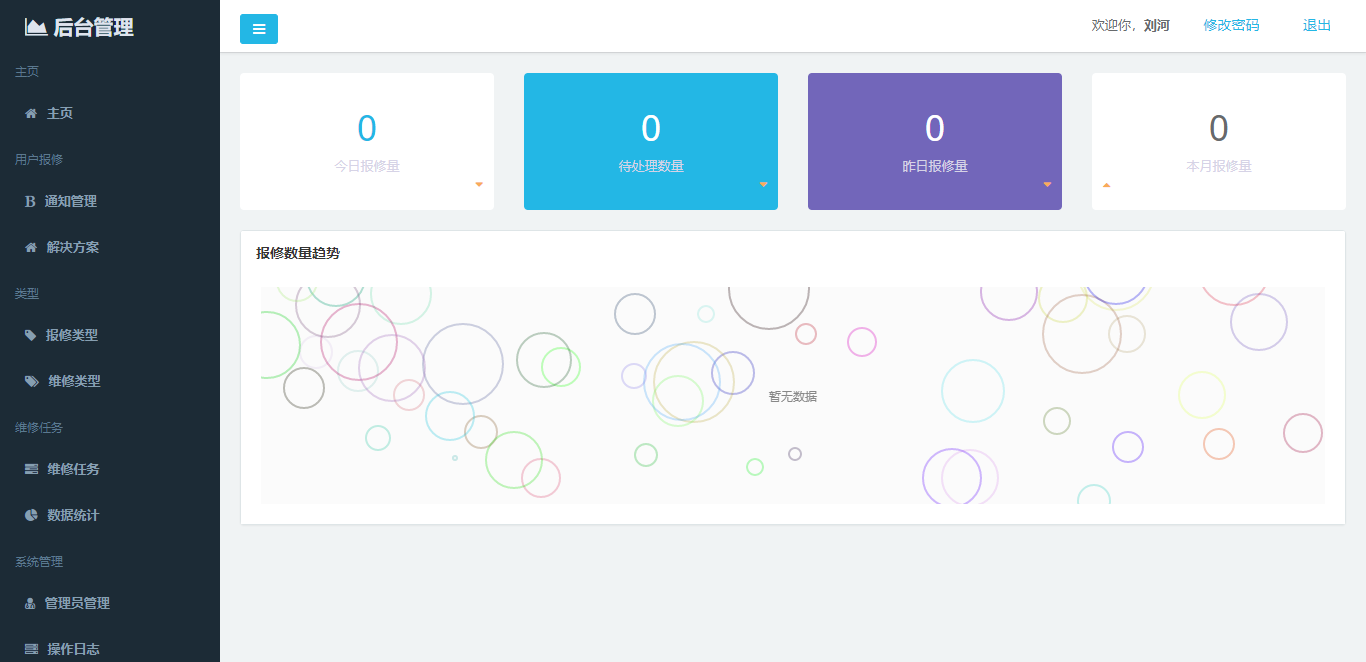 后台管理
主页
主页
用户报修
B 通知管理
解决方案
类型
报修类型
维修类型
维修任务
维修任务
数据统计
系统管理
管理员管理
操作日志
欢迎你，刘河 修改密码 退出
0
今日报修量
0
待处理数量
0
昨日报修量
0
本月报修量
报修数量趋势
暂无数据